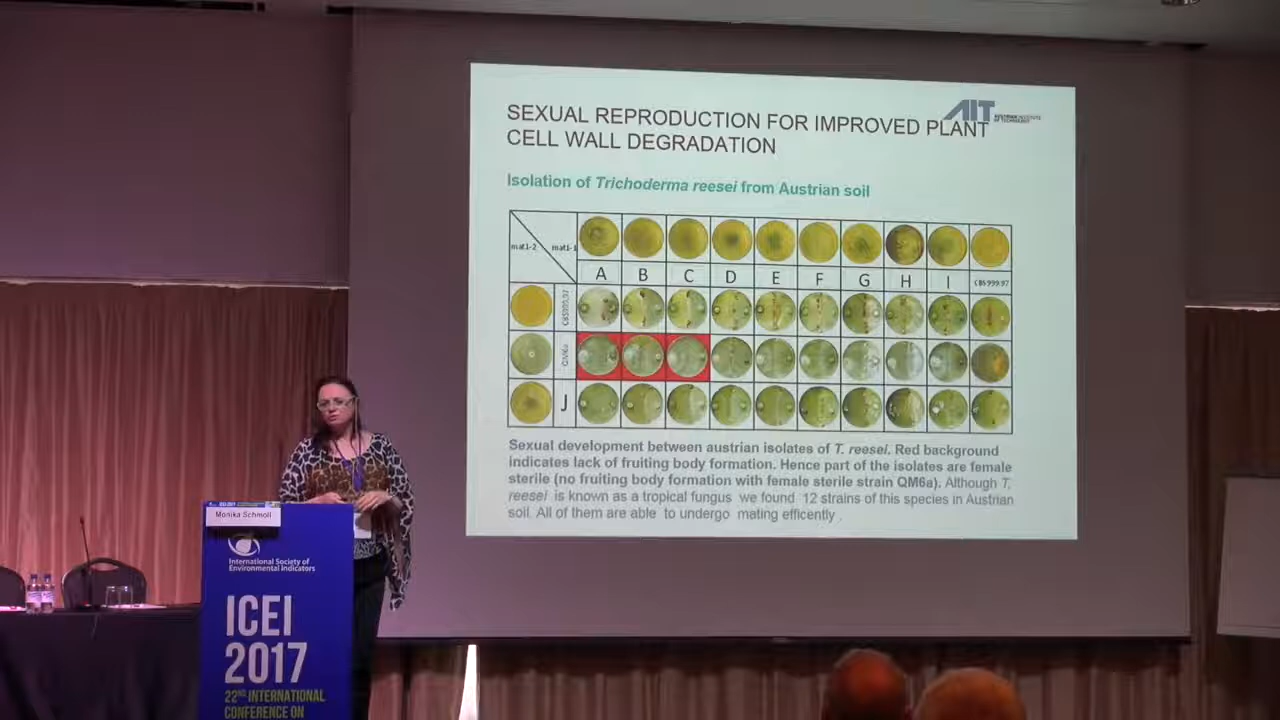 SEXUAL REPRODUCTION FOR IMPROVED PLANT
CELL WALL DEGRADATION
AIT
AUSTRIAN INSTITUTE
OF TECHNOLOGY
Isolation of Trichoderma reesei from Austrian soil
mat1-2 mat1-1
A B C D E F G H I CBS999.97
CBS999.97
QM6a
J
Sexual development between austrian isolates of T. reesei. Red background
indicates lack of fruiting body formation. Hence part of the isolates are female
sterile (no fruiting body formation with female sterile strain QM6a). Although T.
reesei is known as a tropical fungus we found 12 strains of this species in Austrian
soil. All of them are able to undergo mating efficently .
Monika Schmoll
International Society of
Environmental Indicators
ICEI
2017
22ND INTERNATIONAL
CONFERENCE ON